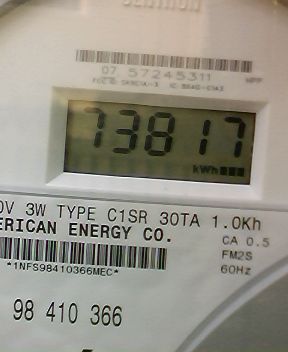 CENTRON
07 57245311
73817
kWh
0V 3W TYPE C1SR 30TA 1.0Kh
ERICAN ENERGY CO.
CA 0.5
FM2S
*1NFS98410366MEC*
60Hz
98 410 366